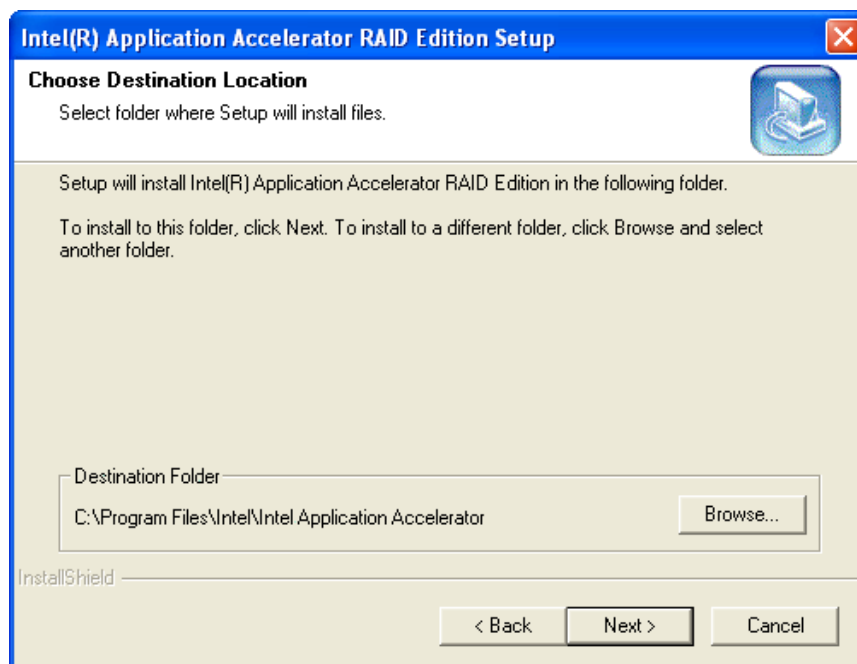 Intel(R) Application Accelerator RAID Edition Setup
Choose Destination Location
Select folder where Setup will install files.
Setup will install Intel(R) Application Accelerator RAID Edition in the following folder.
To install to this folder, click Next. To install to a different folder, click Browse and select
another folder.
Destination Folder
C:\Program Files\Intel\Intel Application Accelerator
Browse...
InstallShield
< Back
Next >
Cancel